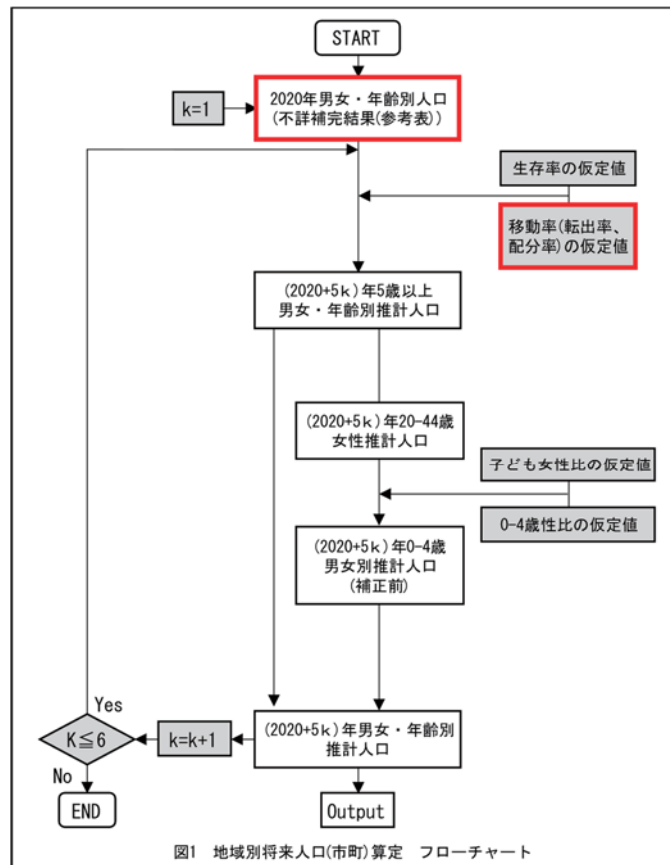 START
k=1
2020年男女・年齢別人口
(不詳補完結果(参考表))
生存率の仮定値
移動率(転出率、
配分率)の仮定値
(2020+5k)年5歳以上
男女・年齢別推計人口
(2020+5k)年20-44歳
女性推計人口
子ども女性比の仮定値
0-4歳性比の仮定値
(2020+5k)年0-4歳
男女別推計人口
(補正前)
Yes
K≦6
k=k+1
(2020+5k)年男女・年齢別
推計人口
No
END
Output
図1 地域別将来人口(市町)算定 フローチャート